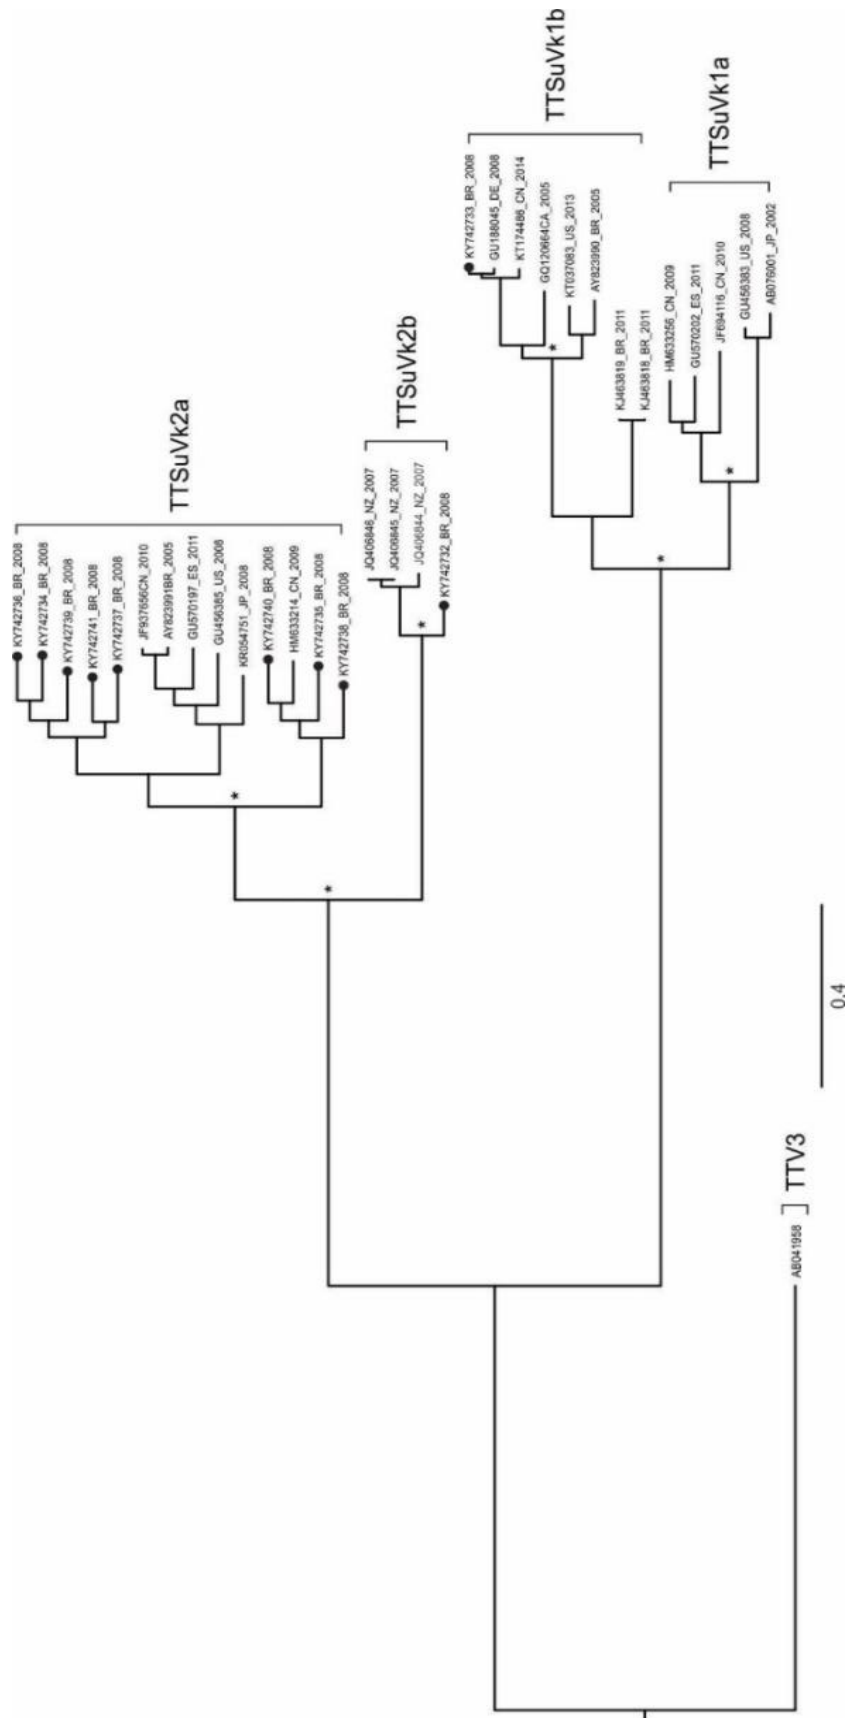 KY742736_BR_2008
KY742734_BR_2008
KY742739_BR_2008
KY742741_BR_2008
KY742737_BR_2008
JF937656CN_2010
AY823991BR_2005
GU570197_ES_2011
GU456385_US_2008
KR054751_JP_2008
KY742740_BR_2008
HM633214_CN_2009
KY742735_BR_2008
KY742738_BR_2008
TTSuVk2a
JQ406846_NZ_2007
JQ406845_NZ_2007
JQ406844_NZ_2007
KY742732_BR_2008
TTSuVk2b
KY742733_BR_2008
GU188045_DE_2008
KT174486_CN_2014
GQ120664CA_2005
KT037083_US_2013
AY823990_BR_2005
KJ463819_BR_2011
KJ463818_BR_2011
TTSuVk1b
HM633256_CN_2009
GU570202_ES_2011
JF694116_CN_2010
GU456383_US_2008
AB076001_JP_2002
TTSuVk1a
AB041958
TTV3
*
*
*
*
*
*
0.4